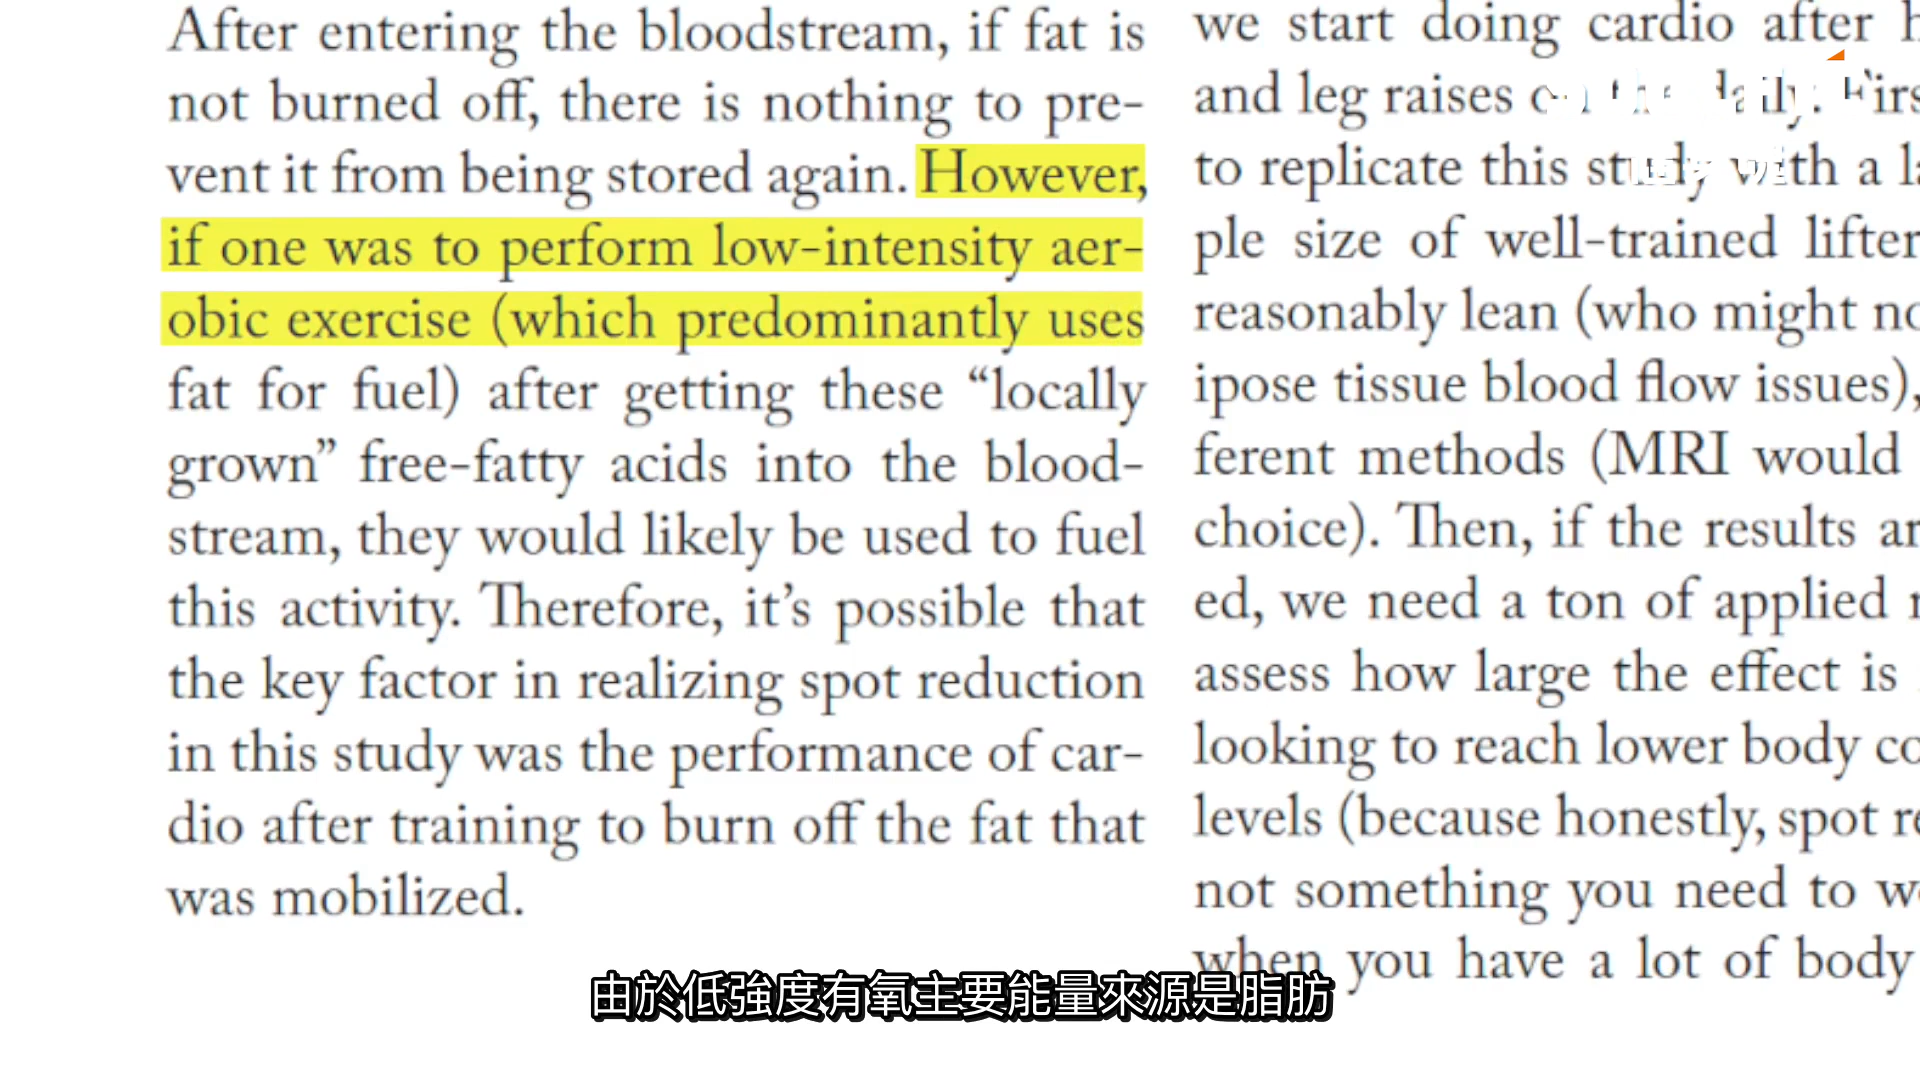 After entering the bloodstream, if fat is
not burned off, there is nothing to pre-
vent it from being stored again. However,
if one was to perform low-intensity aer-
obic exercise (which predominantly uses
fat for fuel) after getting these “locally
grown” free-fatty acids into the blood-
stream, they would likely be used to fuel
this activity. Therefore, it’s possible that
the key factor in realizing spot reduction
in this study was the performance of car-
dio after training to burn off the fat that
was mobilized.
we start doing cardio after
and leg raises
to replicate this study with a
ple size of well-trained
reasonably lean (who might
ipose tissue blood flow issues),
ferent methods (MRI would
choice). Then, if the results
ed, we need a ton of applied
assess how large the effect is
looking to reach lower body
levels (because honestly, spot
not something you need to
when you have a lot of body
由於低強度有氧主要能量來源是脂肪